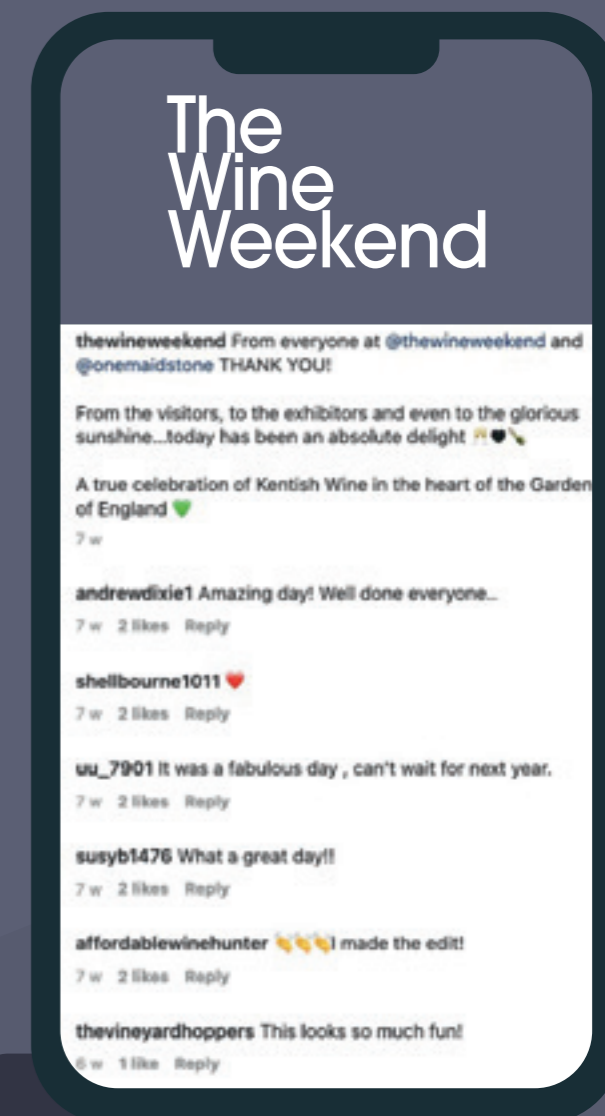 The
Wine
Weekend
thewineweekend From everyone at @thewineweekend and
@onemaidstone THANK YOU!
From the visitors, to the exhibitors and even to the glorious
sunshine...today has been an absolute delight 🥂🖤🍾
A true celebration of Kentish Wine in the heart of the Garden
of England 💚
7 w
andrewdixie1 Amazing day! Well done everyone...
7 w 2 likes Reply
shellbourne1011 ❤️
7 w 2 likes Reply
uu_7901 It was a fabulous day , can't wait for next year.
7 w 2 likes Reply
susyb1476 What a great day!!
7 w 2 likes Reply
affordablewinehunter 👏👏👏I made the edit!
7 w 2 likes Reply
thevineyardhoppers This looks so much fun!
6 w 1 like Reply